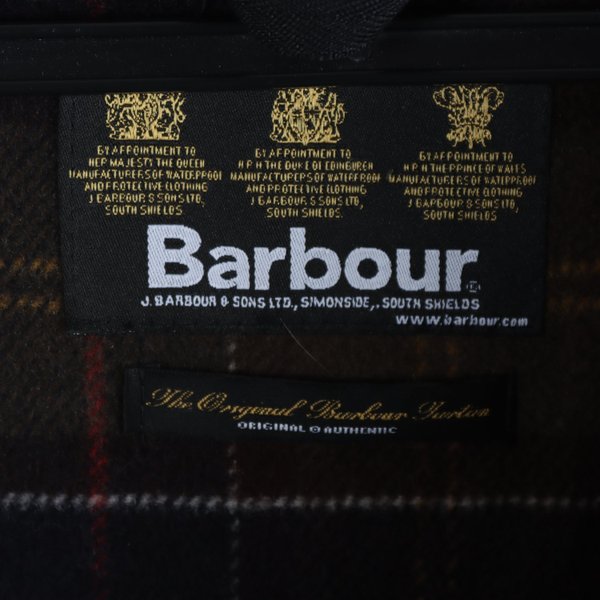 BY APPOINTMENT TO
HER MAJESTY THE QUEEN
MANUFACTURERS OF WATERPROOF
AND PROTECTIVE CLOTHING
J. BARBOUR & SONS LTD,
SOUTH SHIELDS
BY APPOINTMENT TO
H.R.H THE DUKE OF EDINBURGH
MANUFACTURERS OF WATERPROOF
AND PROTECTIVE CLOTHING
J. BARBOUR & SONS LTD,
SOUTH SHIELDS.
BY APPOINTMENT TO
H.R.H. THE PRINCE OF WALES
MANUFACTURERS OF WATERPROOF
AND PROTECTIVE CLOTHING
J. BARBOUR & SONS LTD,
SOUTH SHIELDS.
Barbour®
J. BARBOUR & SONS LTD., SIMONSIDE,. SOUTH SHIELDS
www.barbour.com
The Original Barbour Tartan
ORIGINAL & AUTHENTIC